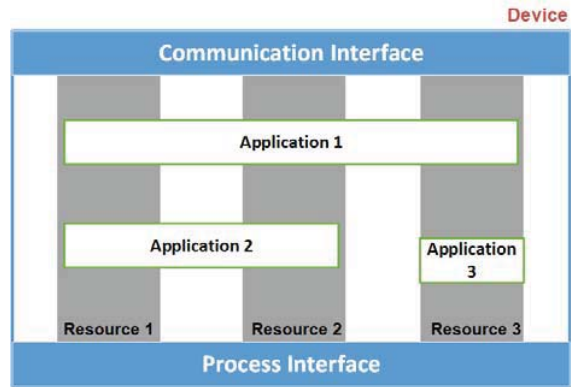 Device
Communication Interface
Application 1
Application 2
Application
3
Resource 1
Resource 2
Resource 3
Process Interface